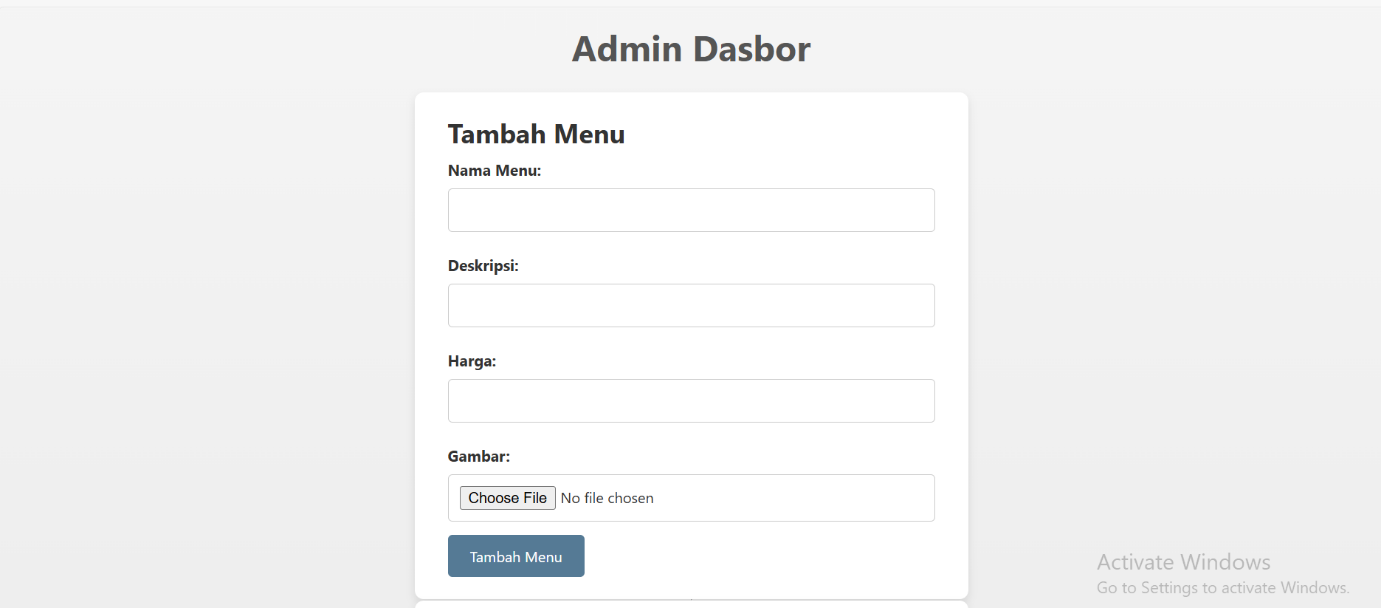 Admin Dasbor
Tambah Menu
Nama Menu:
Deskripsi:
Harga:
Gambar:
Choose File No file chosen
Tambah Menu
Activate Windows
Go to Settings to activate Windows.